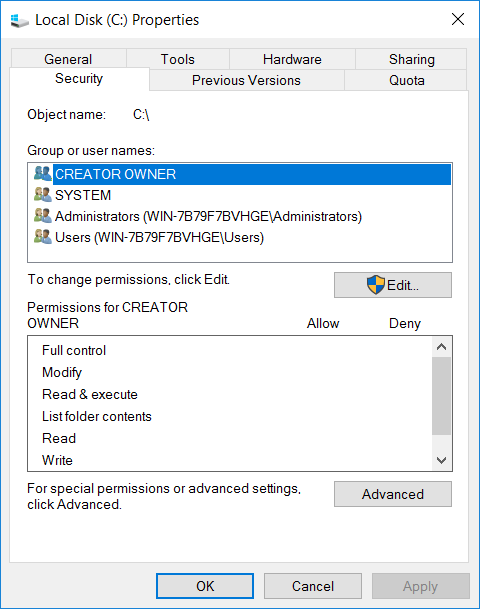 Local Disk (C:) Properties
General Tools Hardware Sharing
Security Previous Versions Quota
Object name: C:\
Group or user names:
CREATOR OWNER
SYSTEM
Administrators (WIN-7B79F7BVHGE\Administrators)
Users (WIN-7B79F7BVHGE\Users)
To change permissions, click Edit. Edit...
Permissions for CREATOR
OWNER Allow Deny
Full control
Modify
Read & execute
List folder contents
Read
Write
For special permissions or advanced settings,
click Advanced. Advanced
OK Cancel Apply